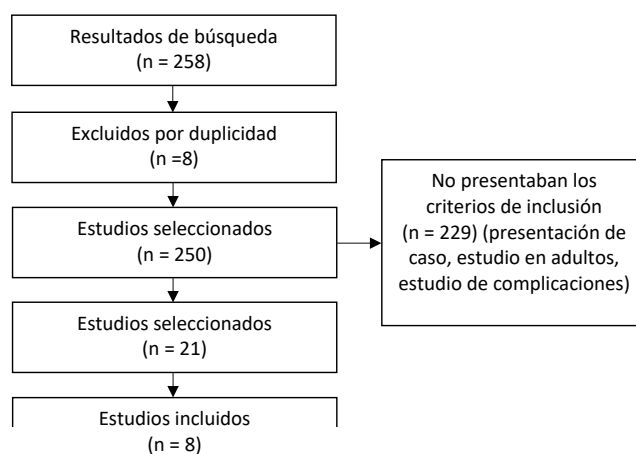 Resultados de búsqueda
(n = 258)
Excluidos por duplicidad
(n =8)
Estudios seleccionados
(n = 250)
No presentaban los
criterios de inclusión
(n = 229) (presentación de
caso, estudio en adultos,
estudio de complicaciones)
Estudios seleccionados
(n = 21)
Estudios incluidos
(n = 8)